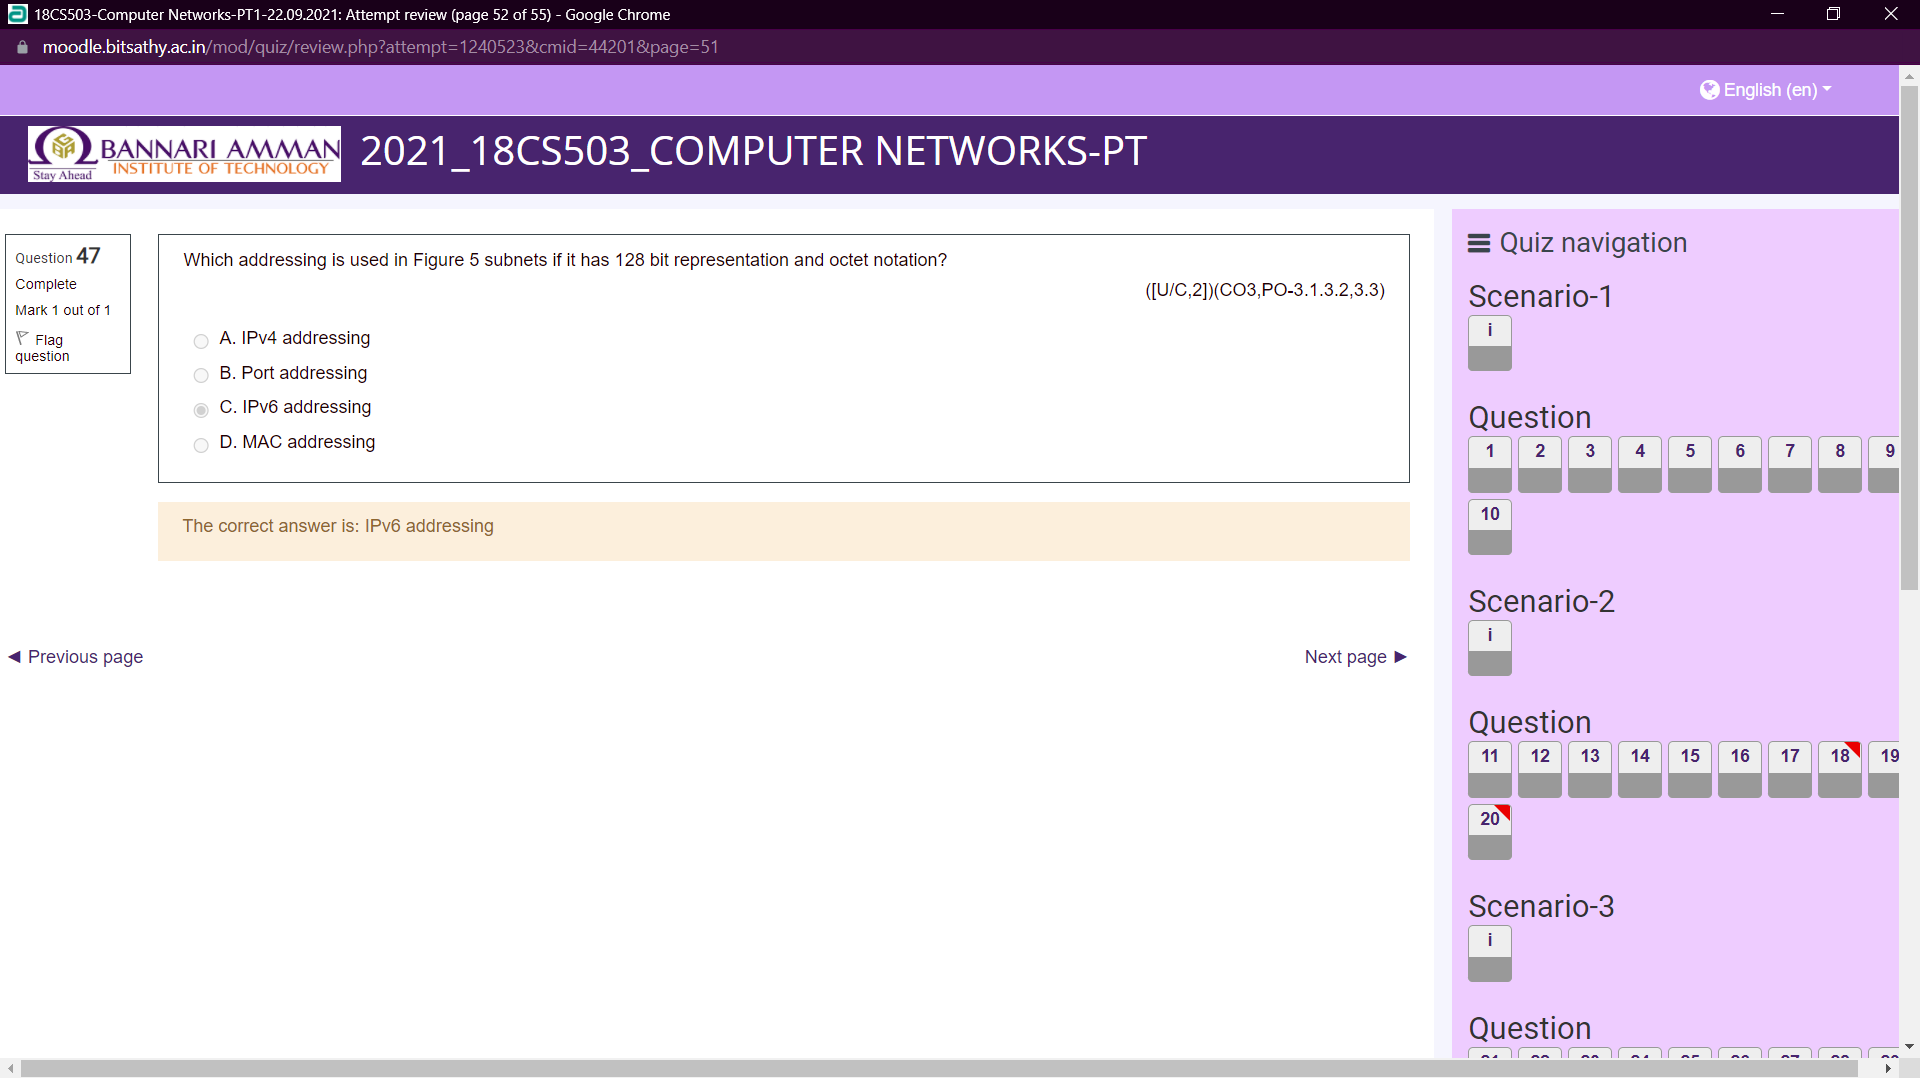 18CS503-Computer Networks-PT1-22.09.2021: Attempt review (page 52 of 55) - Google Chrome
moodle.bitsathy.ac.in/mod/quiz/review.php?attempt=1240523&cmid=44201&page=51
English (en)
BANNARI AMMAN
INSTITUTE OF TECHNOLOGY
Stay Ahead
2021_18CS503_COMPUTER NETWORKS-PT
Question 47
Complete
Mark 1 out of 1
Flag
question
Which addressing is used in Figure 5 subnets if it has 128 bit representation and octet notation?
([U/C,2])(CO3,PO-3.1.3.2,3.3)
A. IPv4 addressing
B. Port addressing
C. IPv6 addressing
D. MAC addressing
The correct answer is: IPv6 addressing
◄ Previous page
Next page ►
Quiz navigation
Scenario-1
i
Question
1 2 3 4 5 6 7 8 9
10
Scenario-2
i
Question
11 12 13 14 15 16 17 18 19
20
Scenario-3
i
Question